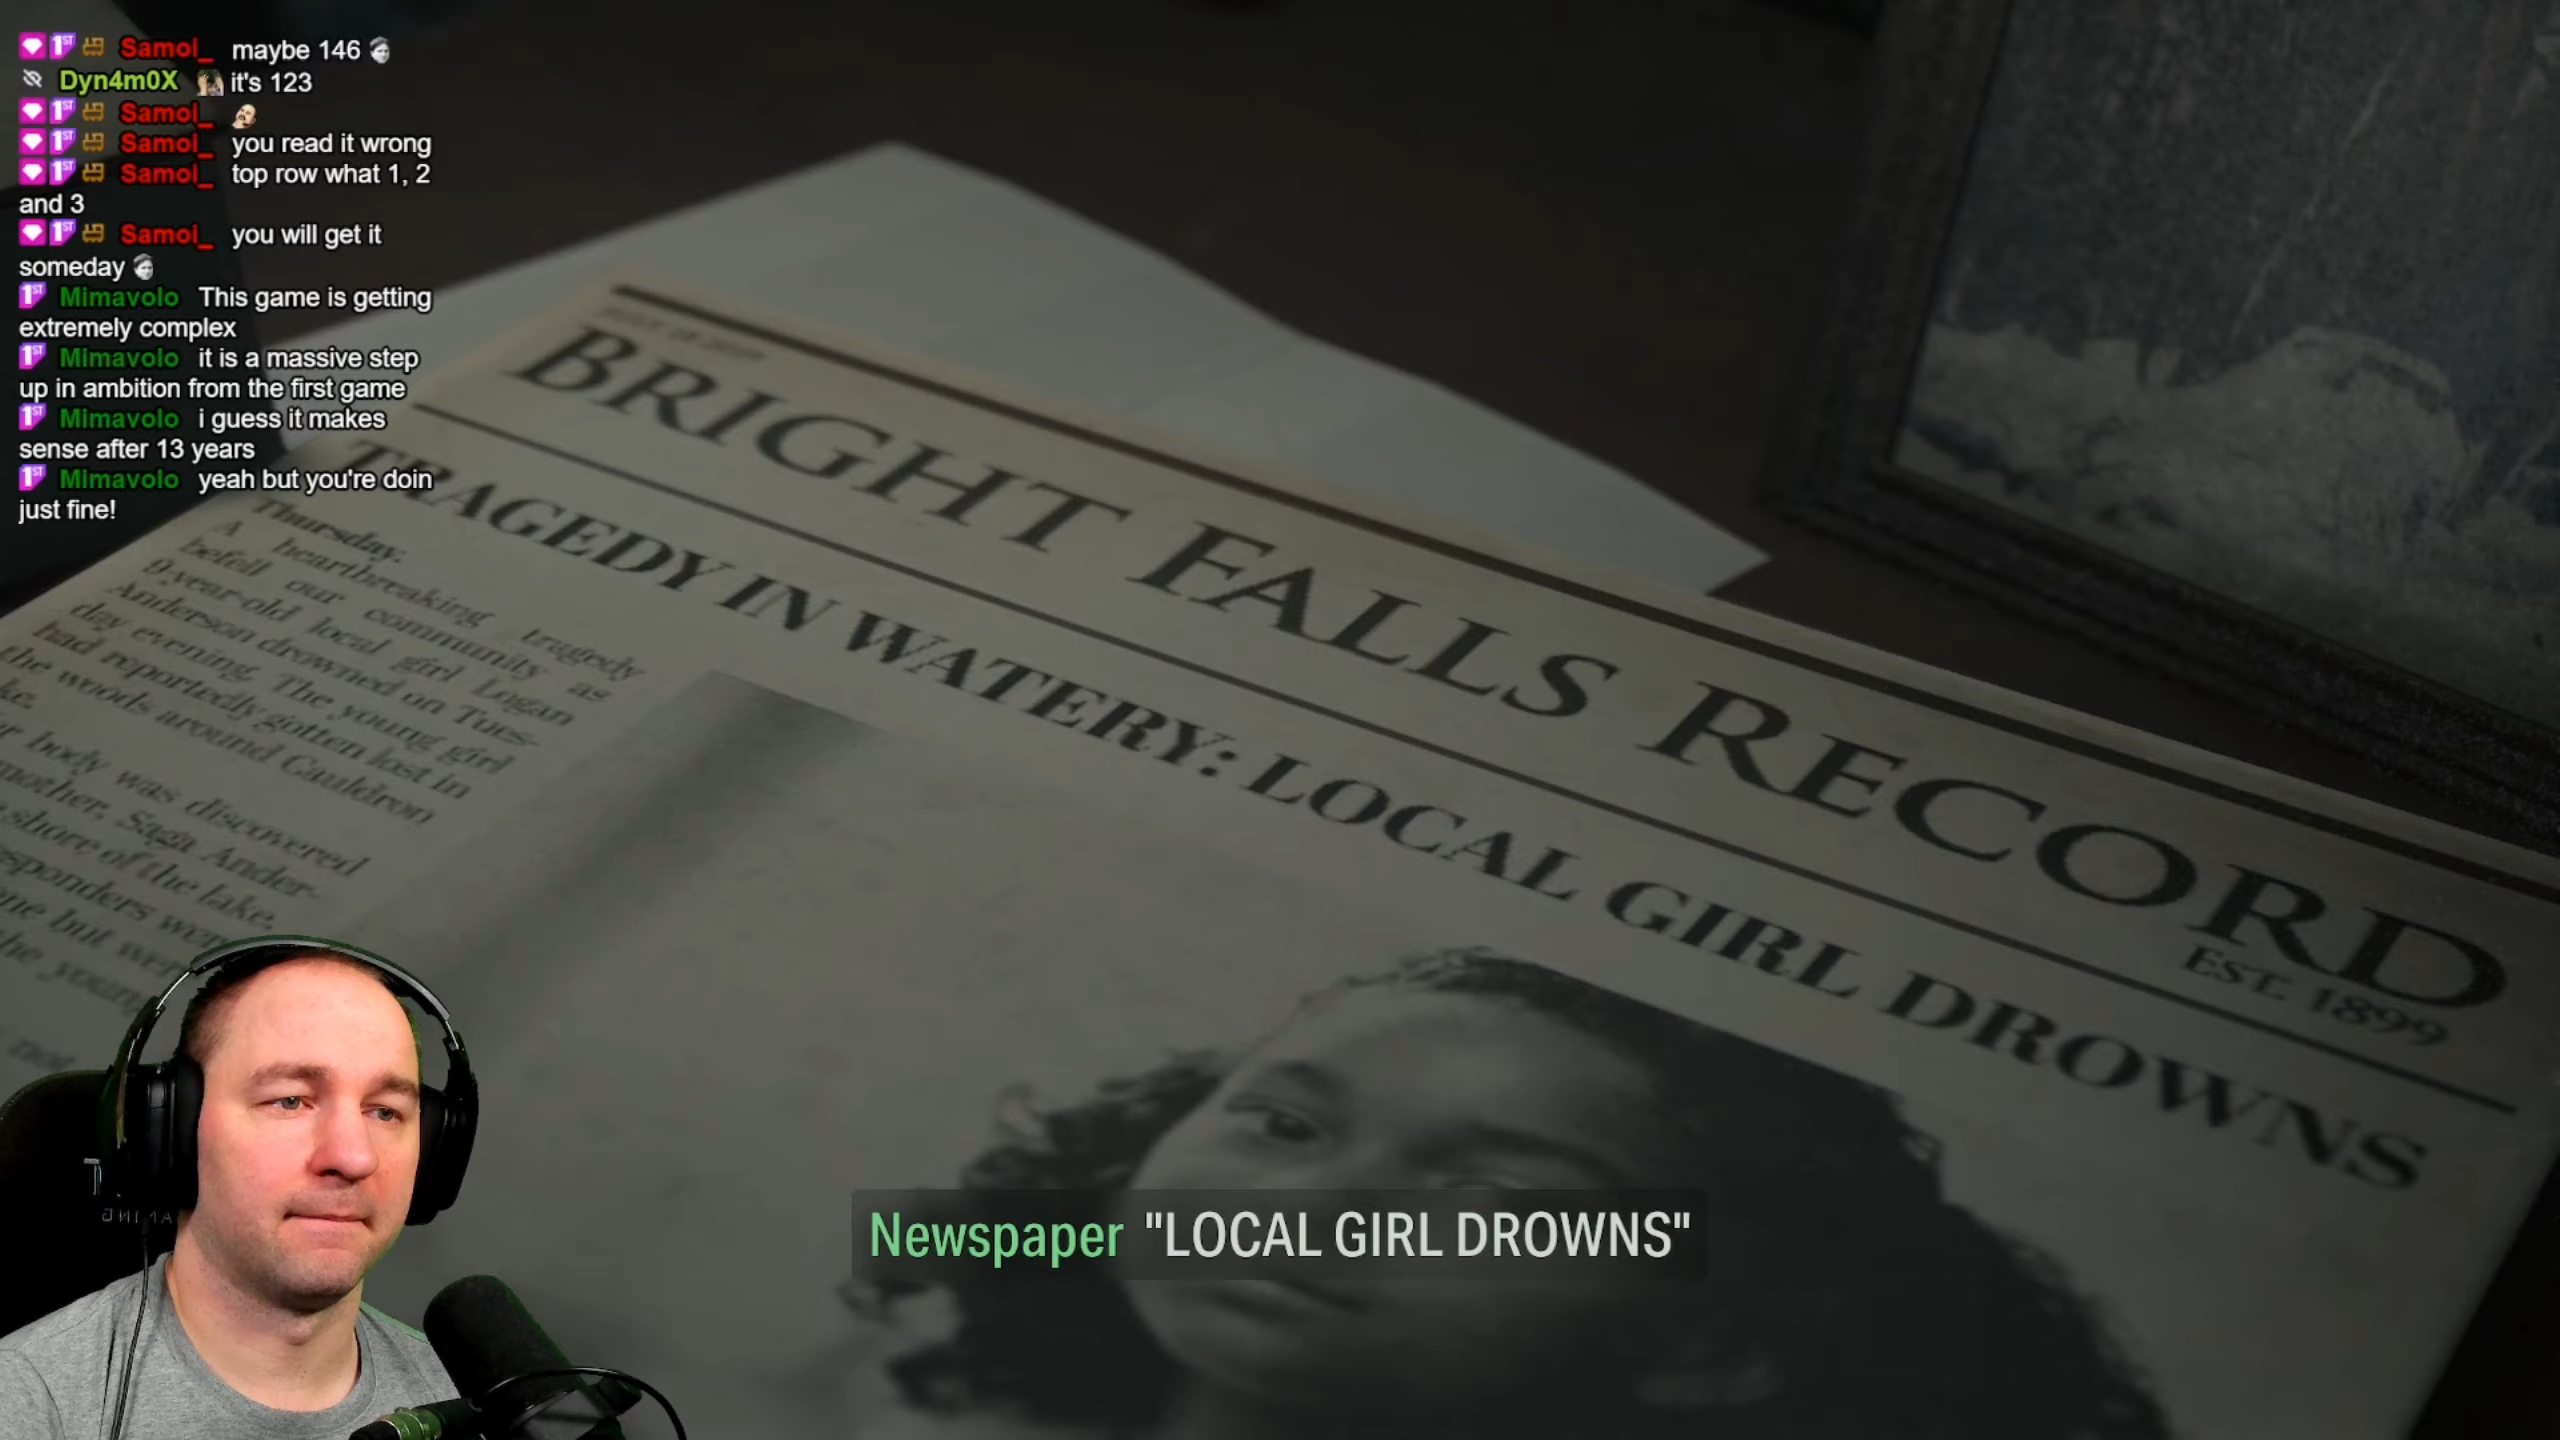 Samol_ maybe 146
Dyn4m0X it's 123
Samol_
Samol_ you read it wrong
Samol_ top row what 1, 2
and 3
Samol_ you will get it
someday
Mimavolo This game is getting
extremely complex
Mimavolo it is a massive step
up in ambition from the first game
Mimavolo i guess it makes
sense after 13 years
Mimavolo yeah but you're doin
just fine!
BRIGHT FALLS RECORD
EST. 1899
TRAGEDY IN WATERY: LOCAL GIRL DROWNS
Thursday.
A heartbreaking tragedy
befell our community as
9-year-old local girl Logan
Anderson drowned on Tues-
day evening. The young girl
had reportedly gotten lost in
the woods around Cauldron
body was discovered
mother, Saga Ander-
shore of the lake.
but
the
not
Newspaper "LOCAL GIRL DROWNS"